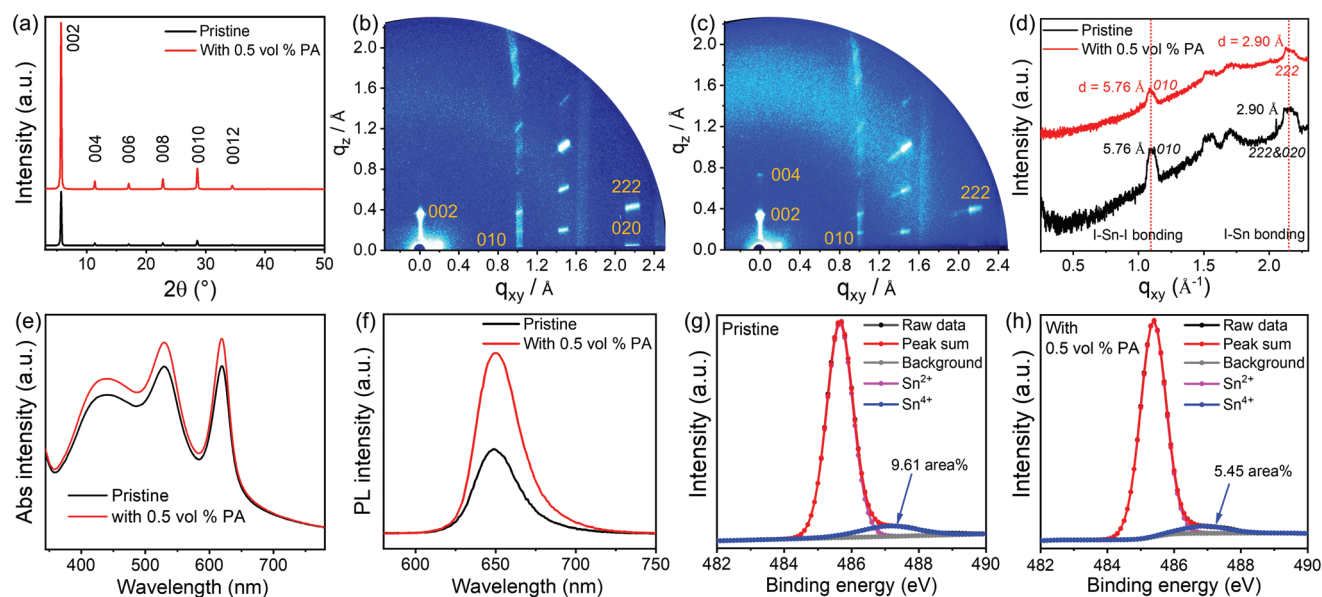 (a)
Pristine
With 0.5 vol % PA
002
004
006
008
0010
0012
Intensity (a.u.)
10
20
30
40
50
2θ (°)
(b)
2.0
1.6
1.2
0.8
0.4
0.0
q_z / Å
002
010
222
020
0.0 0.4 0.8 1.2 1.6 2.0 2.4
q_xy / Å
(c)
2.0
1.6
1.2
0.8
0.4
0.0
q_z / Å
004
002
010
222
0.0 0.4 0.8 1.2 1.6 2.0 2.4
q_xy / Å
(d)
Pristine
With 0.5 vol % PA
d = 2.90 Å
222
d = 5.76 Å 010
2.90 Å
5.76 Å 010
222&020
I-Sn-I bonding
I-Sn bonding
Intensity (a.u.)
0.5 1.0 1.5 2.0
q_xy (Å⁻¹)
(e)
Pristine
with 0.5 vol % PA
Abs intensity (a.u.)
400 500 600 700
Wavelength (nm)
(f)
Pristine
With 0.5 vol % PA
PL intensity (a.u.)
600 650 700 750
Wavelength (nm)
(g)
Pristine
Raw data
Peak sum
Background
Sn²⁺
Sn⁴⁺
9.61 area%
Intensity (a.u.)
482 484 486 488 490
Binding energy (eV)
(h)
With
0.5 vol % PA
Raw data
Peak sum
Background
Sn²⁺
Sn⁴⁺
5.45 area%
Intensity (a.u.)
482 484 486 488 490
Binding energy (eV)